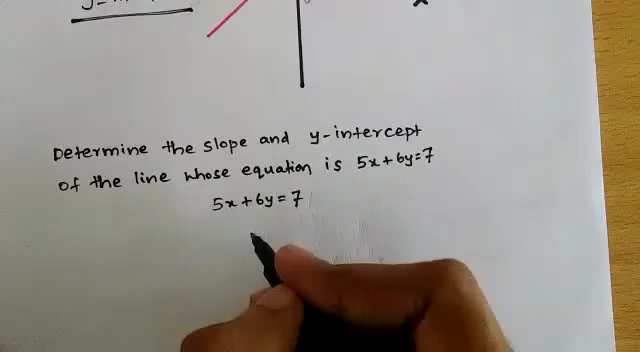 x
Determine the slope and y-intercept
of the line whose equation is 5x+6y=7
5x+6y=7